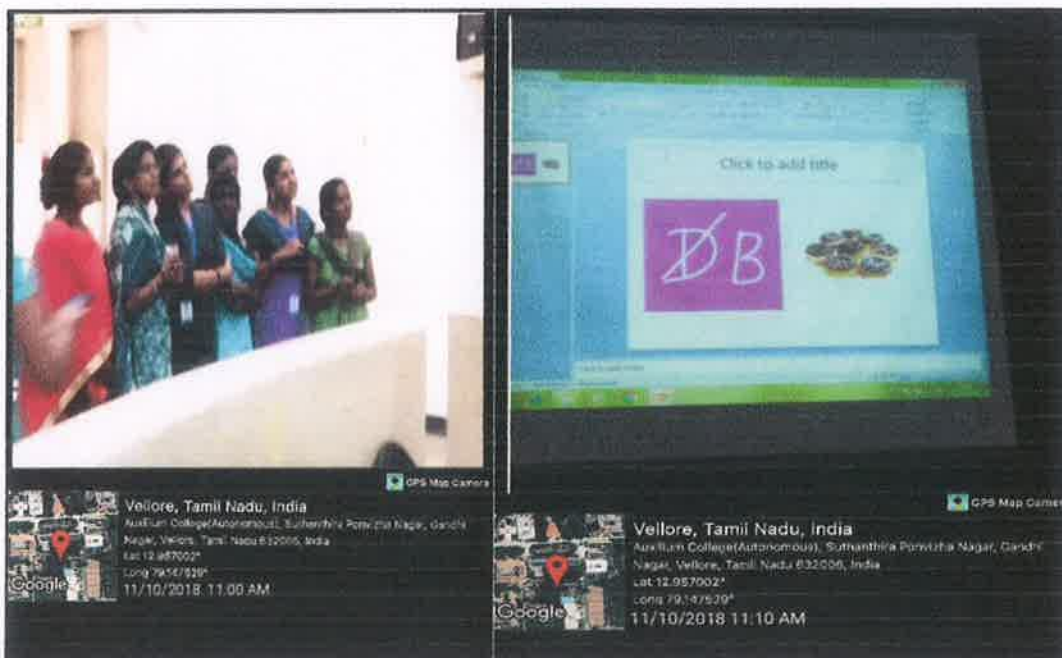 GPS Map Camera
Vellore, Tamil Nadu, India
Auxilium College(Autonomous), Suthanthira Ponvizha Nagar, Gandhi
Nagar, Vellore, Tamil Nadu 632006, India
Lat 12.957002°
Long 79.147529°
11/10/2018 11:00 AM
Google
Click to add title
D B
GPS Map Camera
Vellore, Tamil Nadu, India
Auxilium College(Autonomous), Suthanthira Ponvizha Nagar, Gandhi
Nagar, Vellore, Tamil Nadu 632006, India
Lat 12.957002°
Long 79.147529°
11/10/2018 11:10 AM
Google